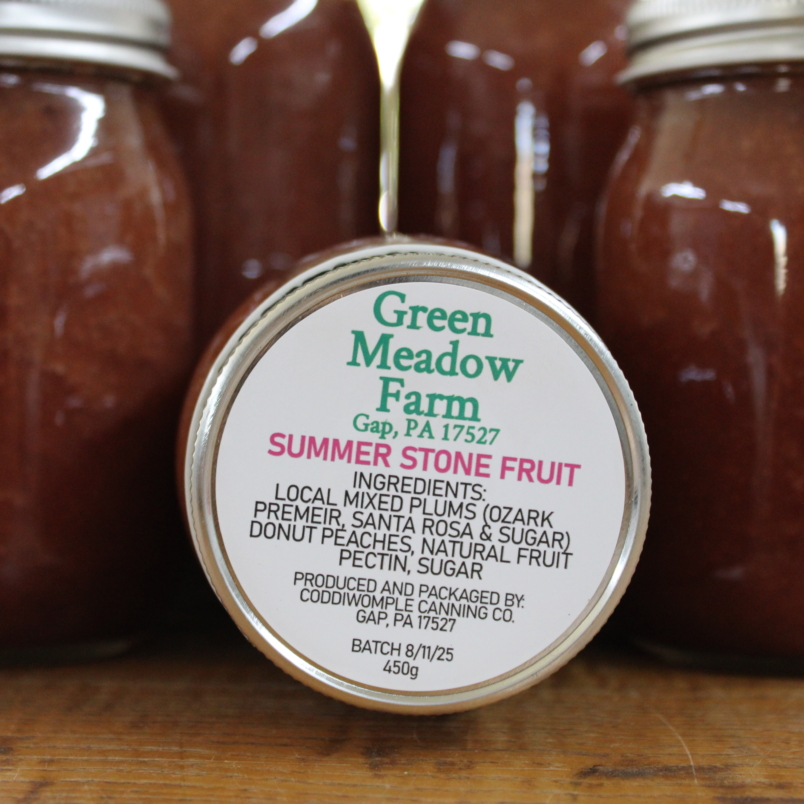 Green
Meadow
Farm
Gap, PA 17527
SUMMER STONE FRUIT
INGREDIENTS:
LOCAL MIXED PLUMS (OZARK
PREMEIR, SANTA ROSA & SUGAR)
DONUT PEACHES, NATURAL FRUIT
PECTIN, SUGAR
PRODUCED AND PACKAGED BY:
CODDIWOMPLE CANNING CO.
GAP, PA 17527
BATCH 8/11/25
450g